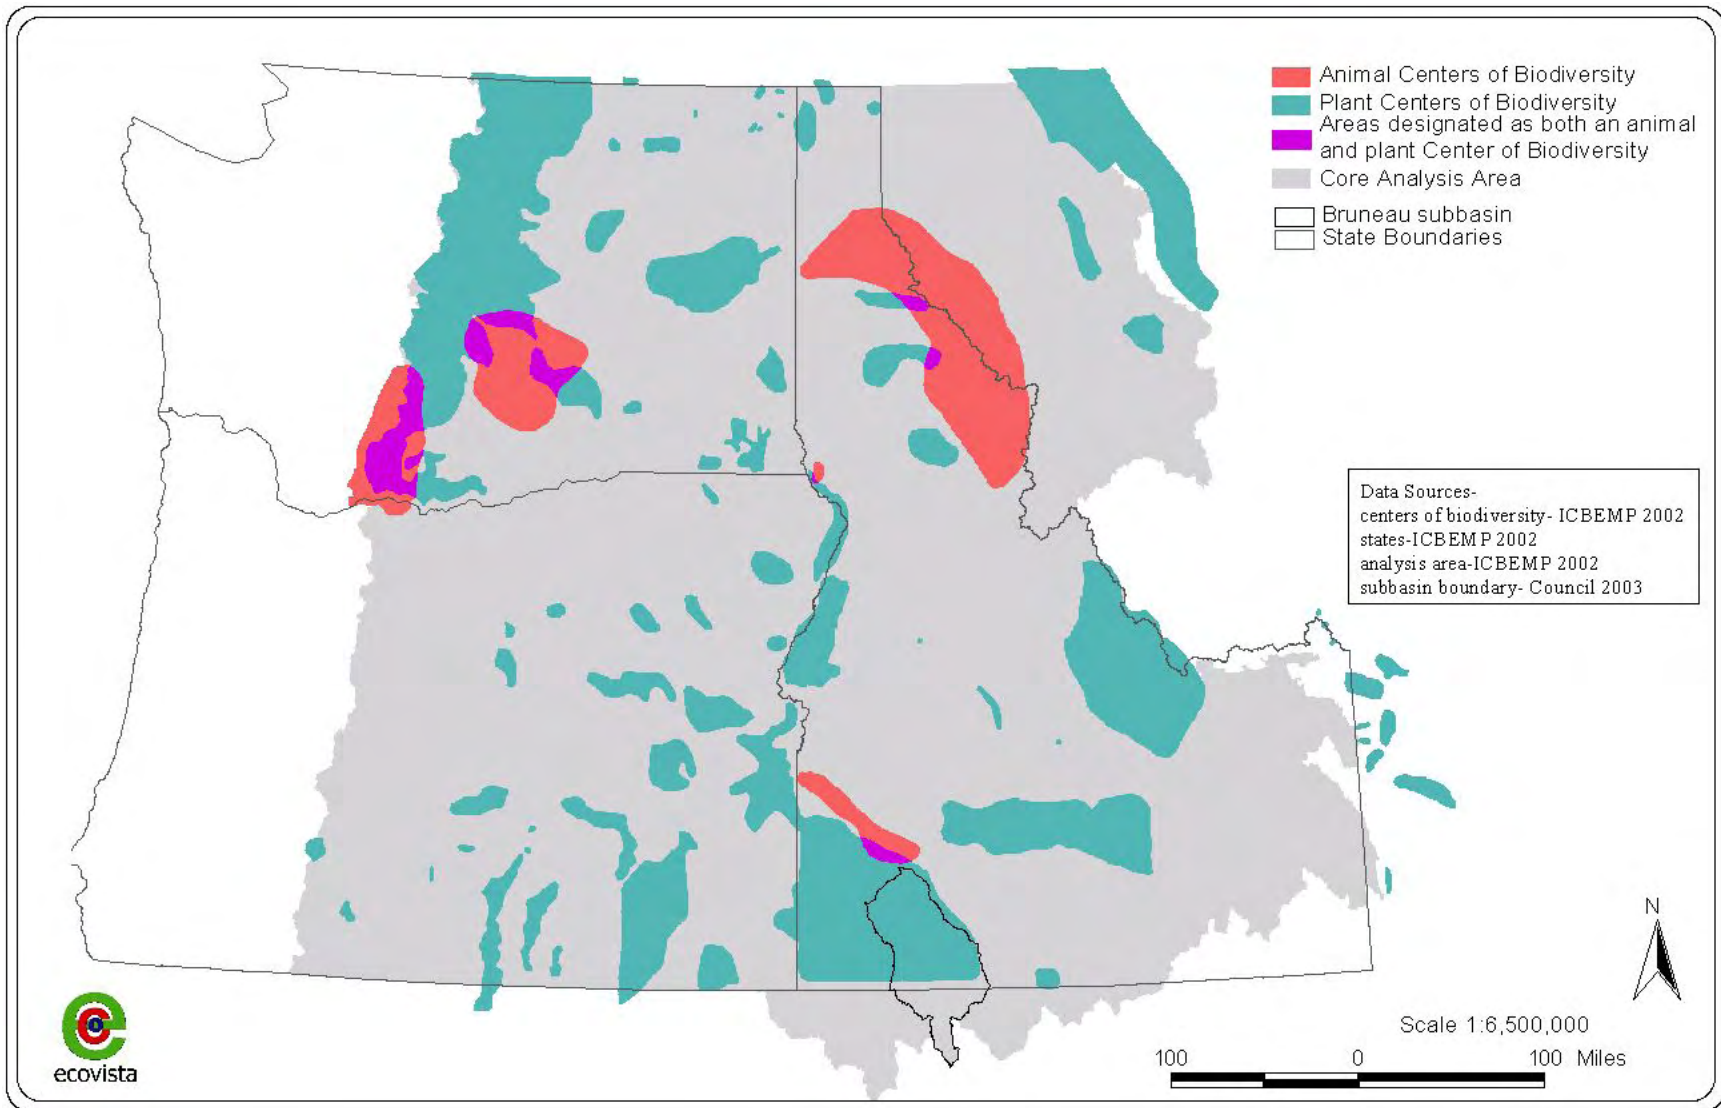 Animal Centers of Biodiversity
Plant Centers of Biodiversity
Areas designated as both an animal
and plant Center of Biodiversity
Core Analysis Area
Bruneau subbasin
State Boundaries
Data Sources-
centers of biodiversity- ICBEMP 2002
states-ICBEMP 2002
analysis area-ICBEMP 2002
subbasin boundary- Council 2003
N
Scale 1:6,500,000
100 0 100 Miles
ecovista